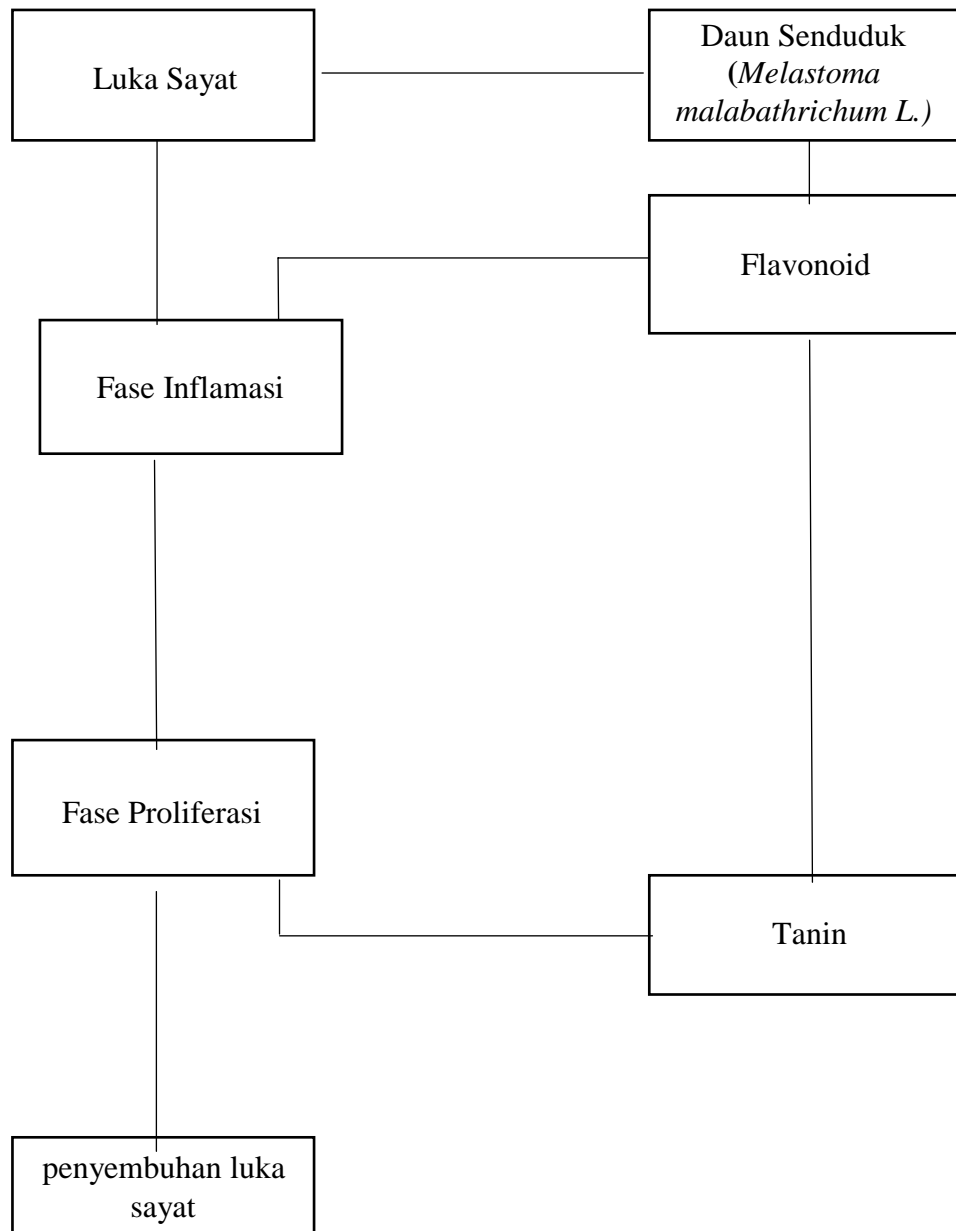 Luka Sayat
Daun Senduduk
(Melastoma
malabathrichum L.)
Flavonoid
Fase Inflamasi
Fase Proliferasi
Tanin
penyembuhan luka
sayat